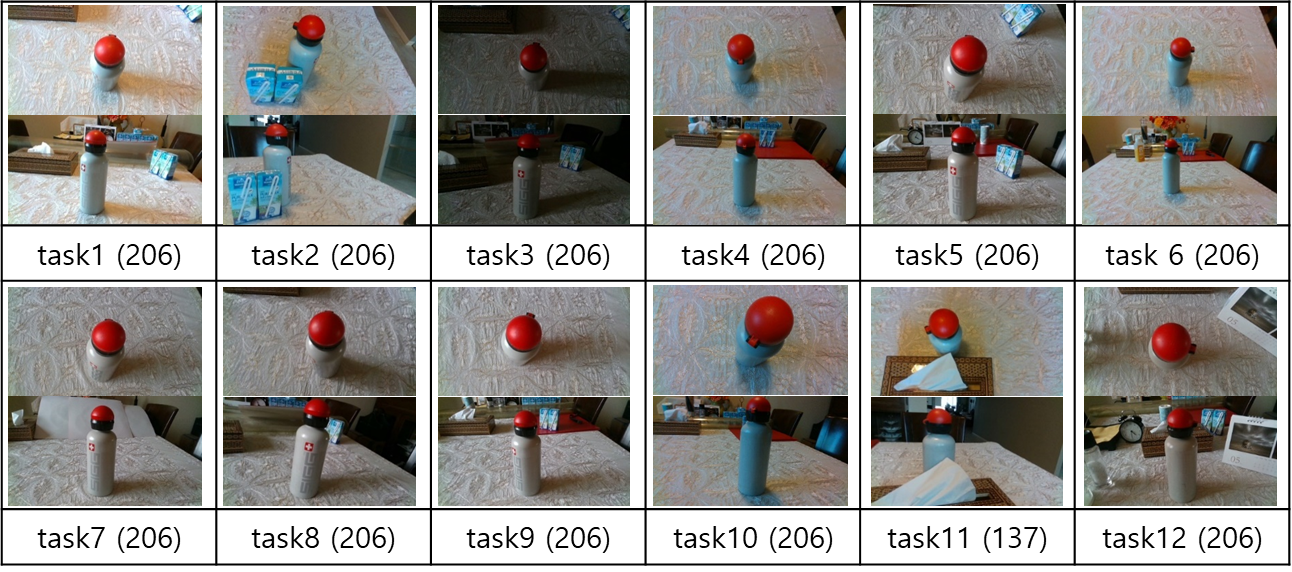 task1 (206) task2 (206) task3 (206) task4 (206) task5 (206) task 6 (206)
task7 (206) task8 (206) task9 (206) task10 (206) task11 (137) task12 (206)